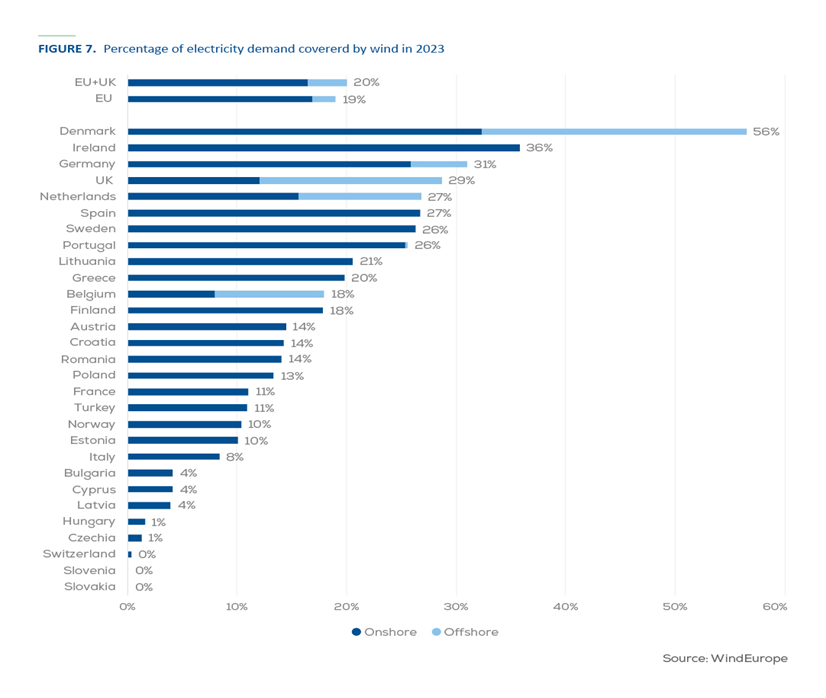 FIGURE 7. Percentage of electricity demand covererd by wind in 2023
EU+UK 20%
EU 19%
Denmark 56%
Ireland 36%
Germany 31%
UK 29%
Netherlands 27%
Spain 27%
Sweden 26%
Portugal 26%
Lithuania 21%
Greece 20%
Belgium 18%
Finland 18%
Austria 14%
Croatia 14%
Romania 14%
Poland 13%
France 11%
Turkey 11%
Norway 10%
Estonia 10%
Italy 8%
Bulgaria 4%
Cyprus 4%
Latvia 4%
Hungary 1%
Czechia 1%
Switzerland 0%
Slovenia 0%
Slovakia 0%
0% 10% 20% 30% 40% 50% 60%
Onshore Offshore
Source: WindEurope